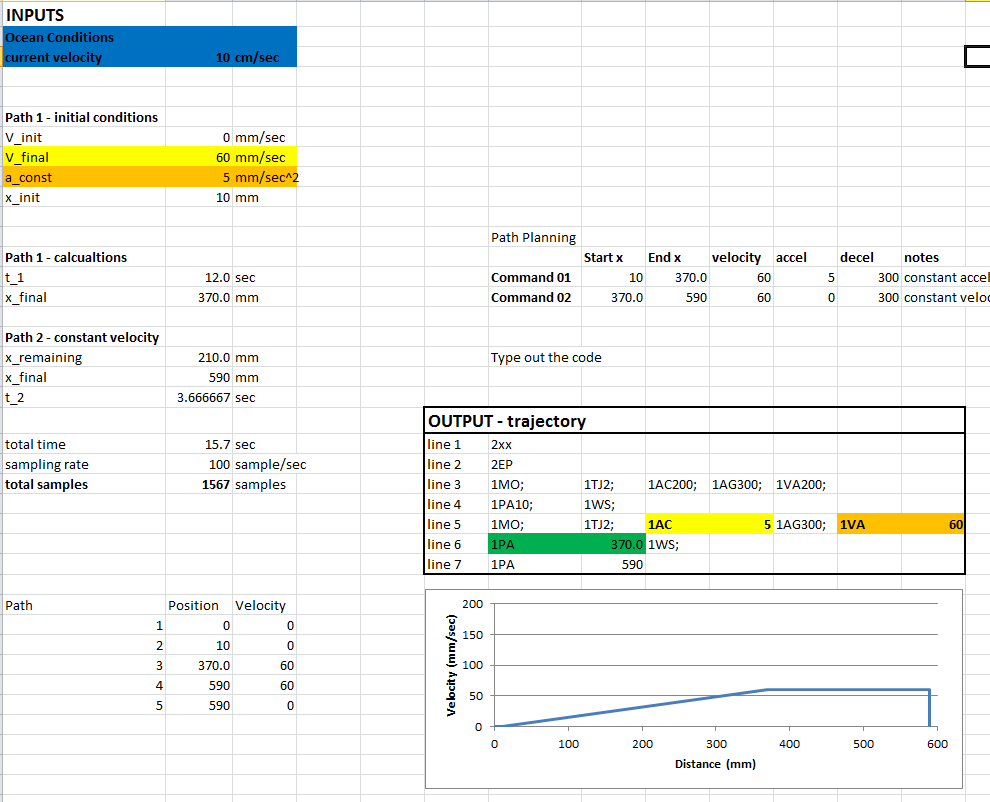 INPUTS
Ocean Conditions
current velocity 10 cm/sec
Path 1 - initial conditions
V_init 0 mm/sec
V_final 60 mm/sec
a_const 5 mm/sec^2
x_init 10 mm
Path Planning
Path 1 - calcualtions Start x End x velocity accel decel notes
t_1 12.0 sec Command 01 10 370.0 60 5 300 constant accel
x_final 370.0 mm Command 02 370.0 590 60 0 300 constant veloc
Path 2 - constant velocity
x_remaining 210.0 mm Type out the code
x_final 590 mm
t_2 3.666667 sec
OUTPUT - trajectory
total time 15.7 sec line 1 2xx
sampling rate 100 sample/sec line 2 2EP
total samples 1567 samples line 3 1MO; 1TJ2; 1AC200; 1AG300; 1VA200;
line 4 1PA10; 1WS;
line 5 1MO; 1TJ2; 1AC 5 1AG300; 1VA 60
line 6 1PA 370.0 1WS;
line 7 1PA 590
Path Position Velocity
1 0 0
2 10 0
3 370.0 60
4 590 60
5 590 0
Velocity (mm/sec)
200
150
100
50
0
0 100 200 300 400 500 600
Distance (mm)